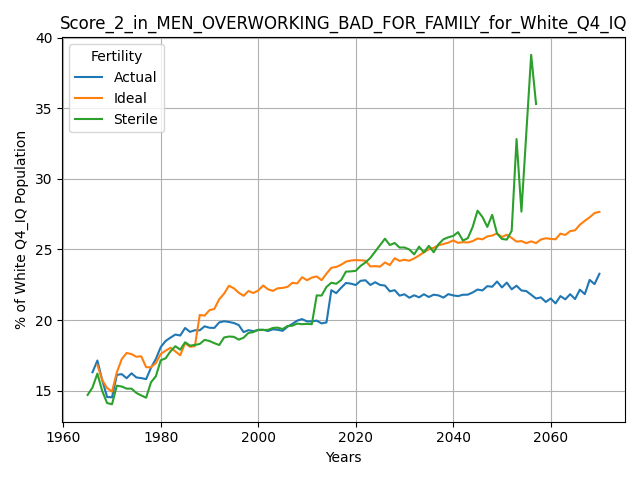 Score_2_in_MEN_OVERWORKING_BAD_FOR_FAMILY_for_White_Q4_IQ
Fertility
Actual
Ideal
Sterile
% of White Q4_IQ Population
40
35
30
25
20
15
1960
1980
2000
2020
2040
2060
Years